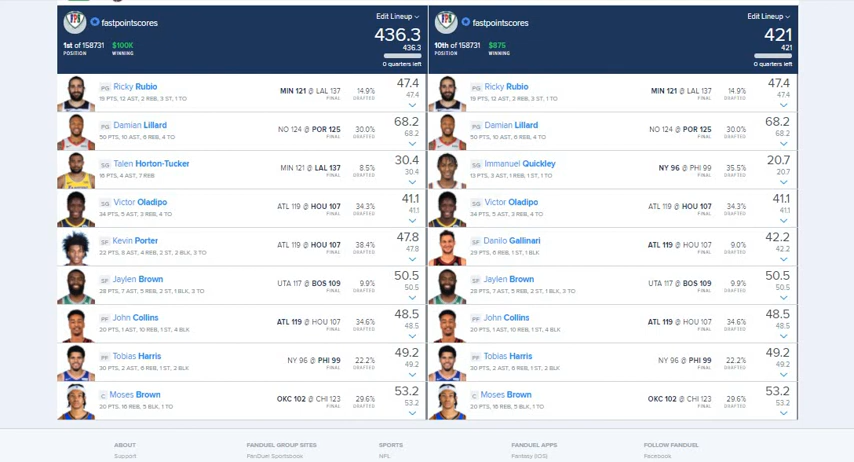 Edit Lineup
fastpointscores
436.3
1st of 158731 $100K 436.3
POSITION WINNING
0 quarters left
PG Ricky Rubio MIN 121 @ LAL 137 14.9% 47.4
19 PTS, 12 AST, 2 REB, 3 ST, 1 TO FINAL DRAFTED 47.4
PG Damian Lillard NO 124 @ POR 125 30.0% 68.2
50 PTS, 10 AST, 6 REB, 4 TO FINAL DRAFTED 68.2
SG Talen Horton-Tucker MIN 121 @ LAL 137 8.5% 30.4
16 PTS, 4 AST, 7 REB FINAL DRAFTED 30.4
SG Victor Oladipo ATL 119 @ HOU 107 34.3% 41.1
34 PTS, 5 AST, 3 REB, 4 TO FINAL DRAFTED 41.1
SF Kevin Porter ATL 119 @ HOU 107 38.4% 47.8
22 PTS, 8 AST, 4 REB, 2 ST, 2 BLK, 3 TO FINAL DRAFTED 47.8
SF Jaylen Brown UTA 117 @ BOS 109 9.9% 50.5
28 PTS, 7 AST, 5 REB, 2 ST, 1 BLK, 3 TO FINAL DRAFTED 50.5
PF John Collins ATL 119 @ HOU 107 34.6% 48.5
20 PTS, 1 AST, 10 REB, 1 ST, 4 BLK FINAL DRAFTED 48.5
PF Tobias Harris NY 96 @ PHI 99 22.2% 49.2
30 PTS, 2 AST, 6 REB, 1 ST, 2 BLK FINAL DRAFTED 49.2
C Moses Brown OKC 102 @ CHI 123 29.6% 53.2
20 PTS, 16 REB, 5 BLK, 1 TO FINAL DRAFTED 53.2
Edit Lineup
fastpointscores
421
10th of 158731 $875 421
POSITION WINNING
0 quarters left
PG Ricky Rubio MIN 121 @ LAL 137 14.9% 47.4
19 PTS, 12 AST, 2 REB, 3 ST, 1 TO FINAL DRAFTED 47.4
PG Damian Lillard NO 124 @ POR 125 30.0% 68.2
50 PTS, 10 AST, 6 REB, 4 TO FINAL DRAFTED 68.2
SG Immanuel Quickley NY 96 @ PHI 99 35.5% 20.7
13 PTS, 3 AST, 1 REB, 1 ST, 1 TO FINAL DRAFTED 20.7
SG Victor Oladipo ATL 119 @ HOU 107 34.3% 41.1
34 PTS, 5 AST, 3 REB, 4 TO FINAL DRAFTED 41.1
SF Danilo Gallinari ATL 119 @ HOU 107 9.0% 42.2
29 PTS, 6 REB, 1 ST, 1 BLK FINAL DRAFTED 42.2
SF Jaylen Brown UTA 117 @ BOS 109 9.9% 50.5
28 PTS, 7 AST, 5 REB, 2 ST, 1 BLK, 3 TO FINAL DRAFTED 50.5
PF John Collins ATL 119 @ HOU 107 34.6% 48.5
20 PTS, 1 AST, 10 REB, 1 ST, 4 BLK FINAL DRAFTED 48.5
PF Tobias Harris NY 96 @ PHI 99 22.2% 49.2
30 PTS, 2 AST, 6 REB, 1 ST, 2 BLK FINAL DRAFTED 49.2
C Moses Brown OKC 102 @ CHI 123 29.6% 53.2
20 PTS, 16 REB, 5 BLK, 1 TO FINAL DRAFTED 53.2
ABOUT FANDUEL GROUP SITES SPORTS FANDUEL APPS FOLLOW FANDUEL
Support FanDuel Sportsbook NFL Fantasy (iOS) Facebook